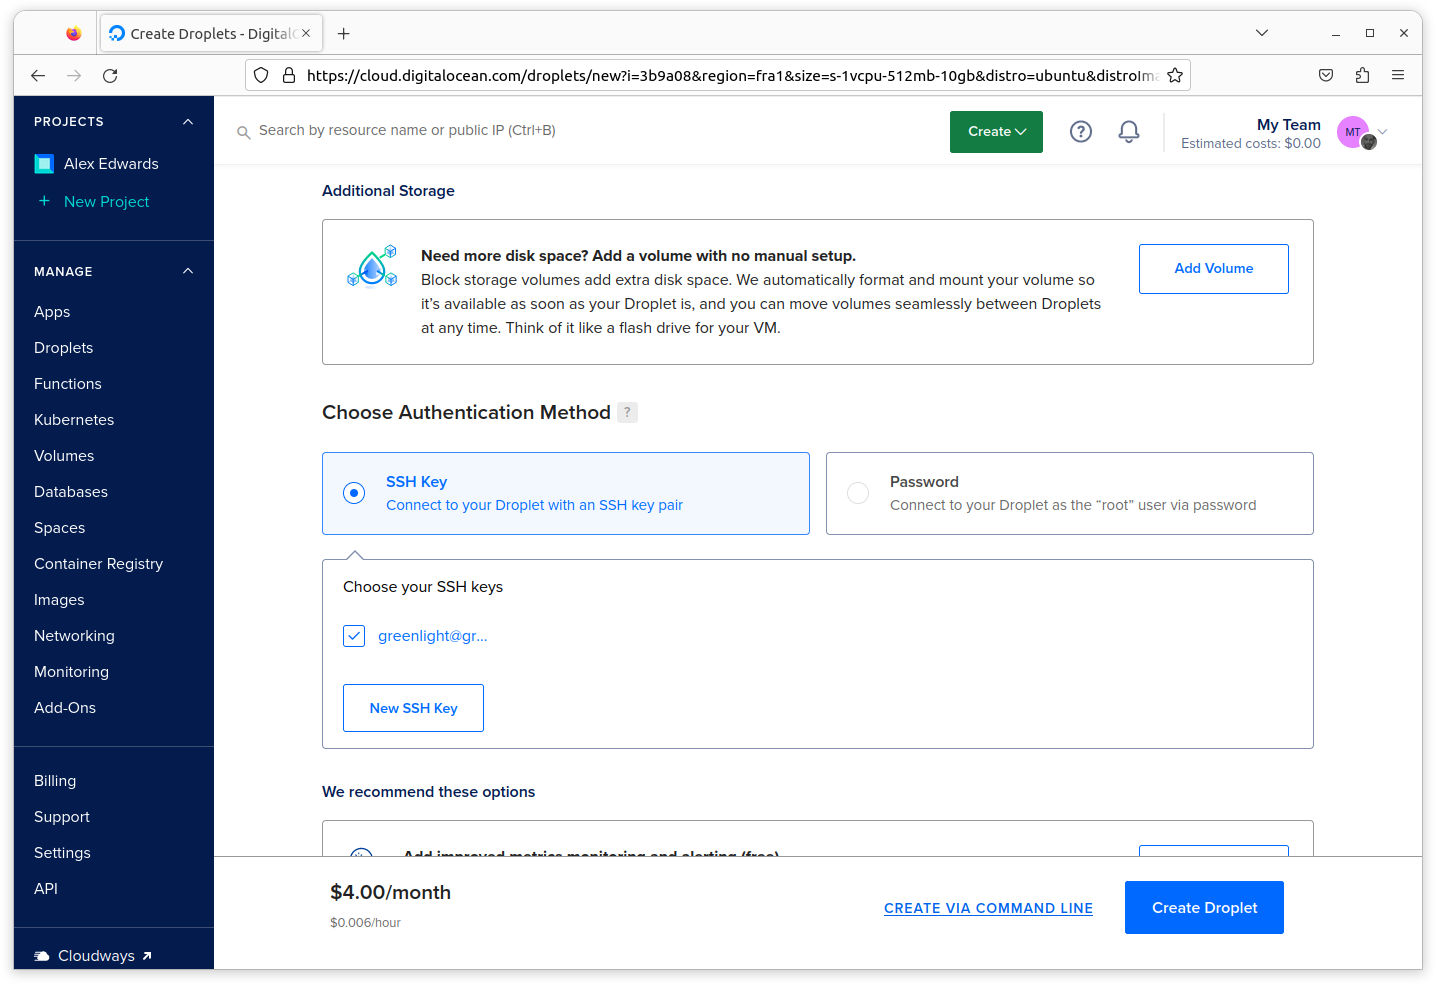 Create Droplets - Digital
https://cloud.digitalocean.com/droplets/new?i=3b9a08&region=fra1&size=s-1vcpu-512mb-10gb&distro=ubuntu&distroIm
PROJECTS
Alex Edwards
+ New Project
MANAGE
Apps
Droplets
Functions
Kubernetes
Volumes
Databases
Spaces
Container Registry
Images
Networking
Monitoring
Add-Ons
Billing
Support
Settings
API
Cloudways
Search by resource name or public IP (Ctrl+B)
Create
?
My Team
Estimated costs: $0.00
MT
Additional Storage
Need more disk space? Add a volume with no manual setup.
Block storage volumes add extra disk space. We automatically format and mount your volume so
it’s available as soon as your Droplet is, and you can move volumes seamlessly between Droplets
at any time. Think of it like a flash drive for your VM.
Add Volume
Choose Authentication Method ?
SSH Key
Connect to your Droplet with an SSH key pair
Password
Connect to your Droplet as the “root” user via password
Choose your SSH keys
greenlight@gr...
New SSH Key
We recommend these options
Add improved metrics monitoring and alerting (free)
$4.00/month
$0.006/hour
CREATE VIA COMMAND LINE
Create Droplet